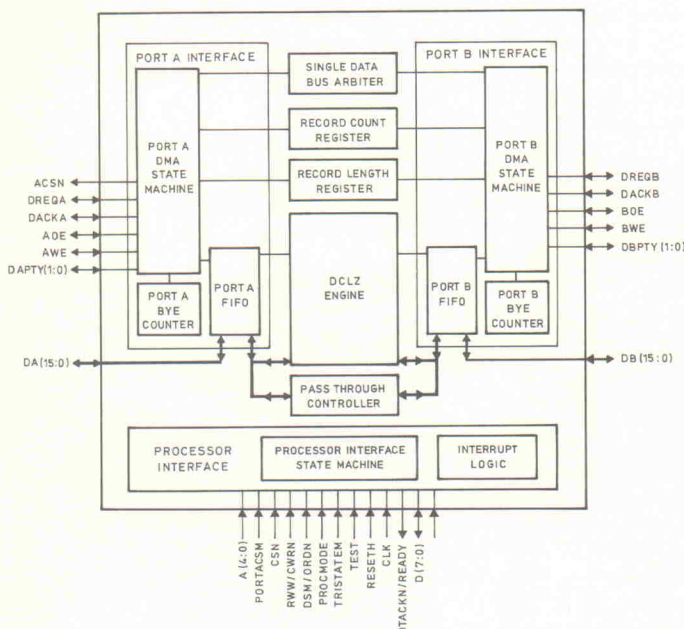 PORT A INTERFACE
SINGLE DATA
BUS ARBITER
PORT B INTERFACE
PORT A
DMA
STATE
MACHINE
RECORD COUNT
REGISTER
RECORD LENGTH
REGISTER
PORT B
DMA
STATE
MACHINE
ACSN
DREQA
DACKA
AOE
AWE
DAPTY(1:0)
DREQB
DACKB
BOE
BWE
DBPTY (1:0)
PORT A
FIFO
DCLZ
ENGINE
PORT B
FIFO
PORT A
BYE
COUNTER
PORT B
BYE
COUNTER
DA(15:0)
DB (15:0)
PASS THROUGH
CONTROLLER
PROCESSOR
INTERFACE
PROCESSOR INTERFACE
STATE MACHINE
INTERRUPT
LOGIC
A (4:0)
PORTACSM
CSN
RWW/CWRN
DSM/ORDN
PROCMODE
TRISTATEM
TEST
RESETH
CLK
DTACKN/READY
D (7:0)